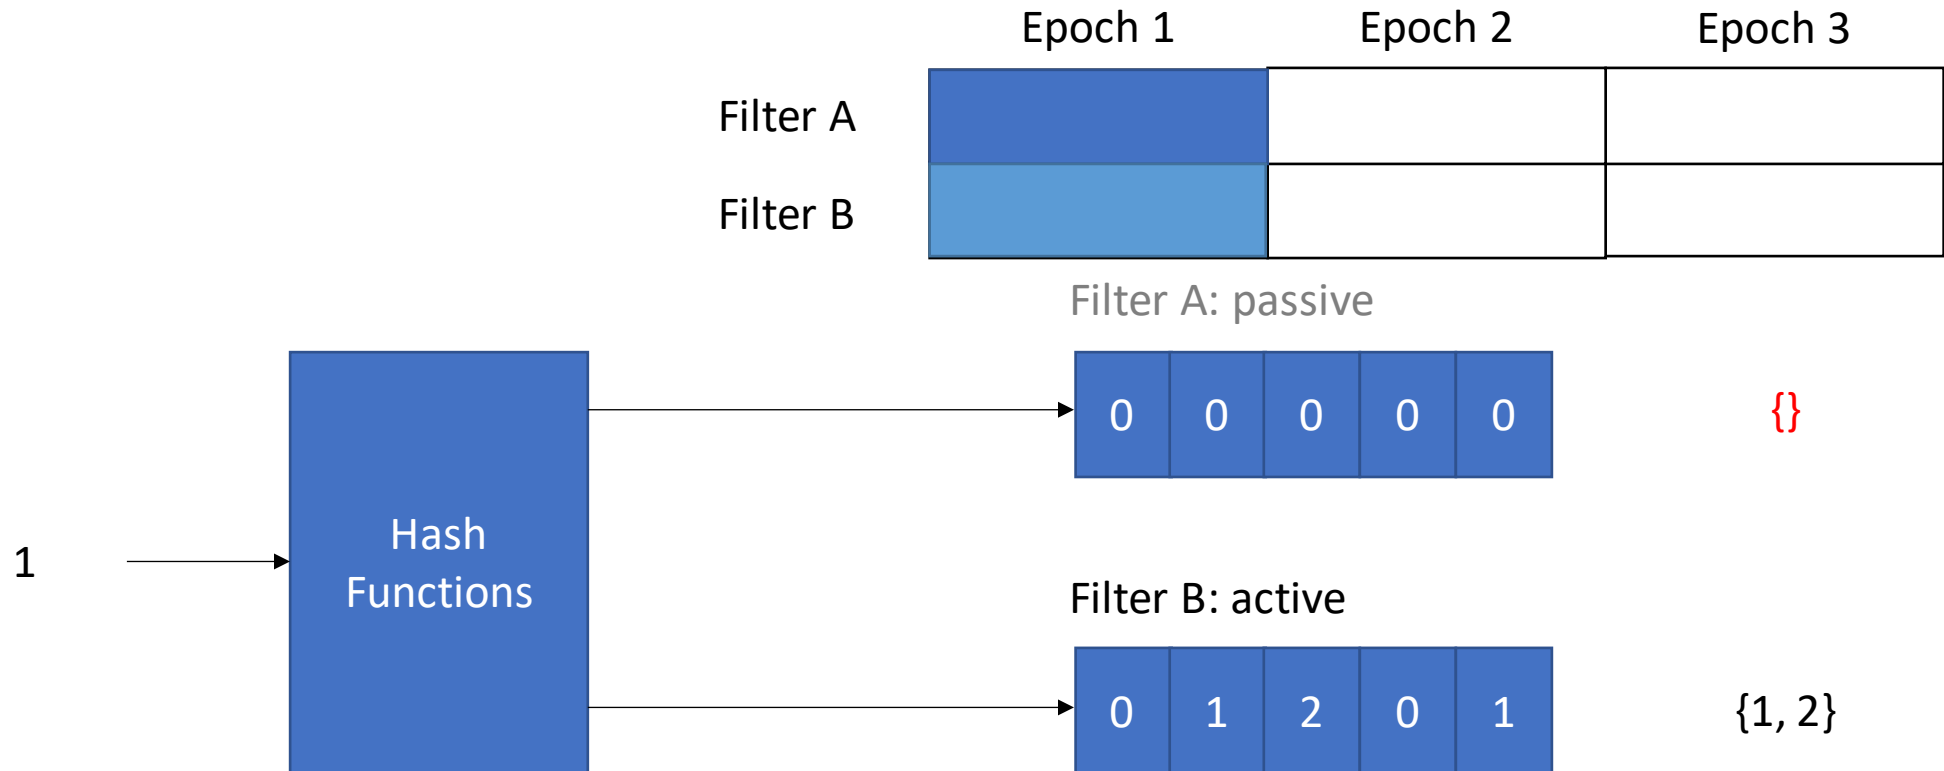 Epoch 1 Epoch 2 Epoch 3
Filter A
Filter B
Filter A: passive
0 0 0 0 0 {}
Hash
Functions
1
Filter B: active
0 1 2 0 1 {1, 2}